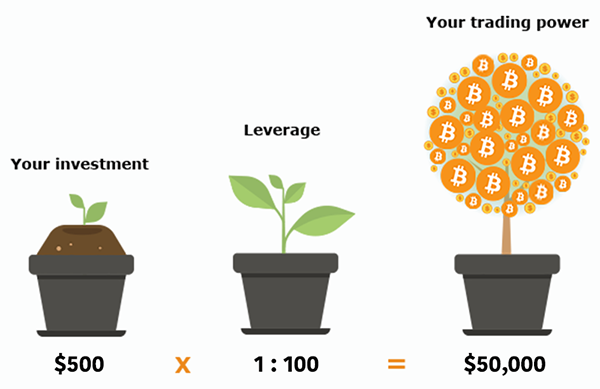 Your trading power
Leverage
Your investment
$500 x 1 : 100 = $50,000